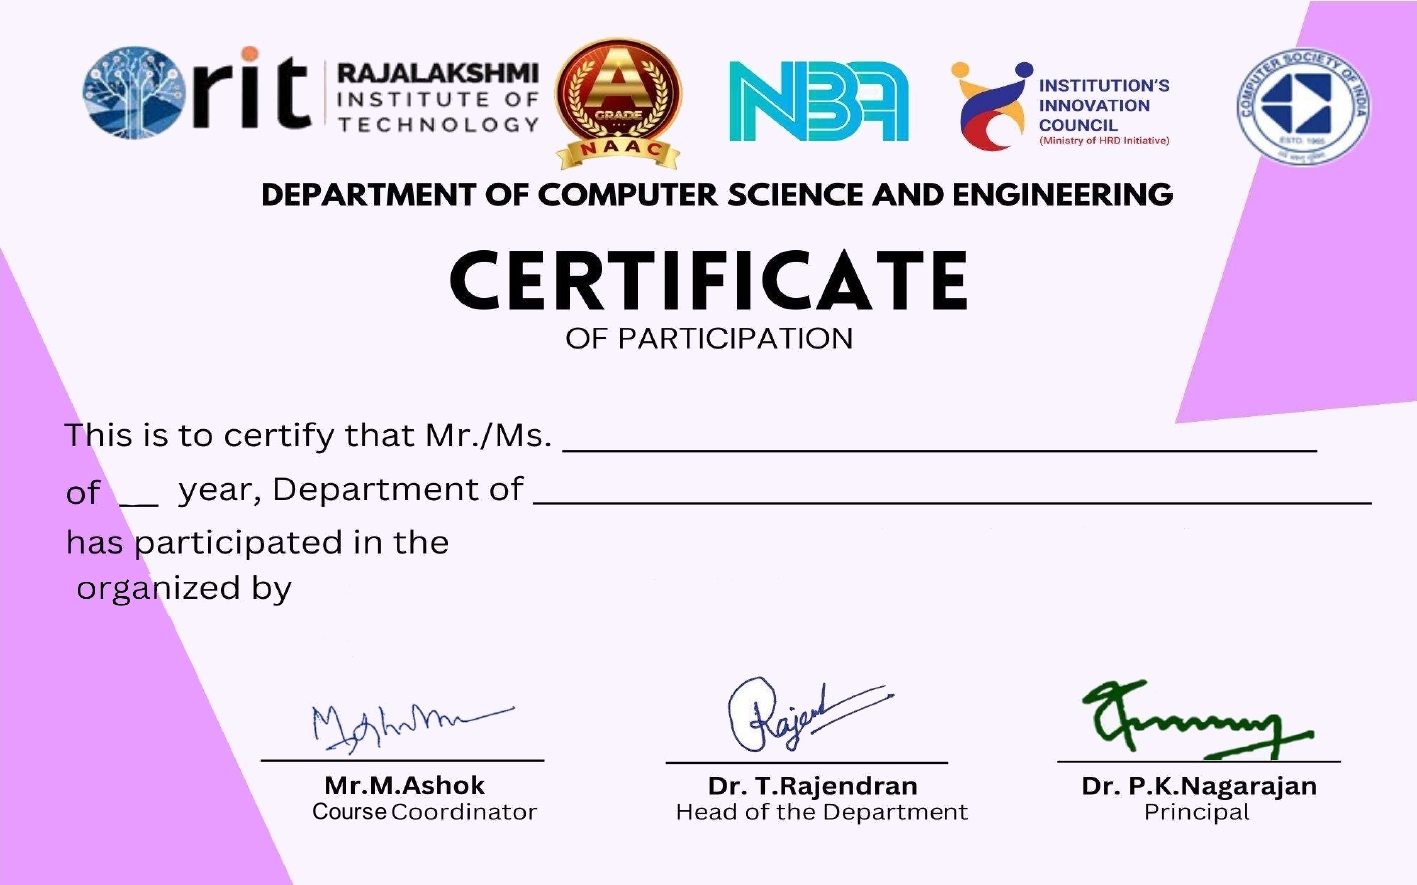 rit RAJALAKSHMI
INSTITUTE OF
TECHNOLOGY
A
GRADE
NAAC
NBA
INSTITUTION'S
INNOVATION
COUNCIL
(Ministry of HRD Initiative)
COMPUTER SOCIETY OF INDIA
ESTD. 1965
DEPARTMENT OF COMPUTER SCIENCE AND ENGINEERING
CERTIFICATE
OF PARTICIPATION
This is to certify that Mr./Ms.
of __ year, Department of
has participated in the
organized by
Rajend
Mr.M.Ashok
Course Coordinator
Dr. T.Rajendran
Head of the Department
Dr. P.K.Nagarajan
Principal